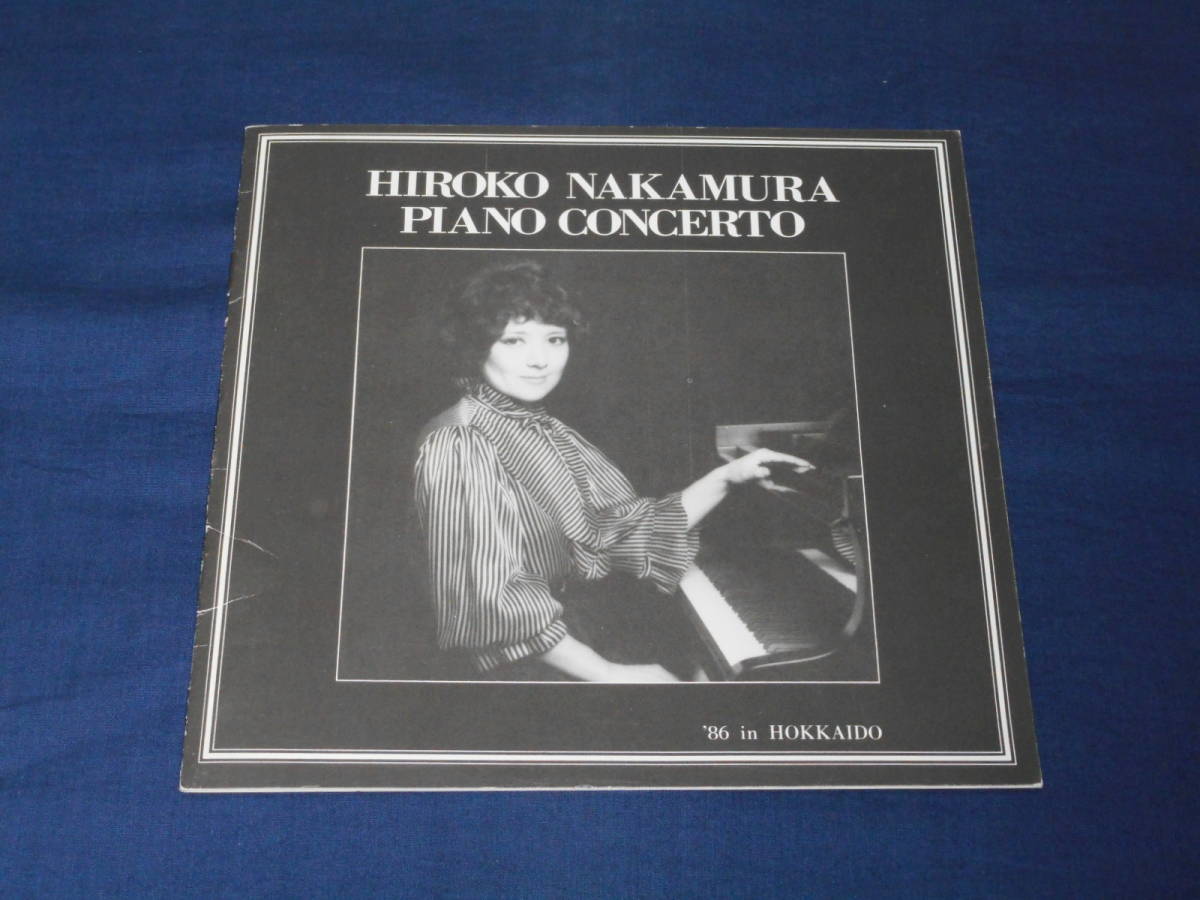 HIROKO NAKAMURA
PIANO CONCERTO
'86 in HOKKAIDO